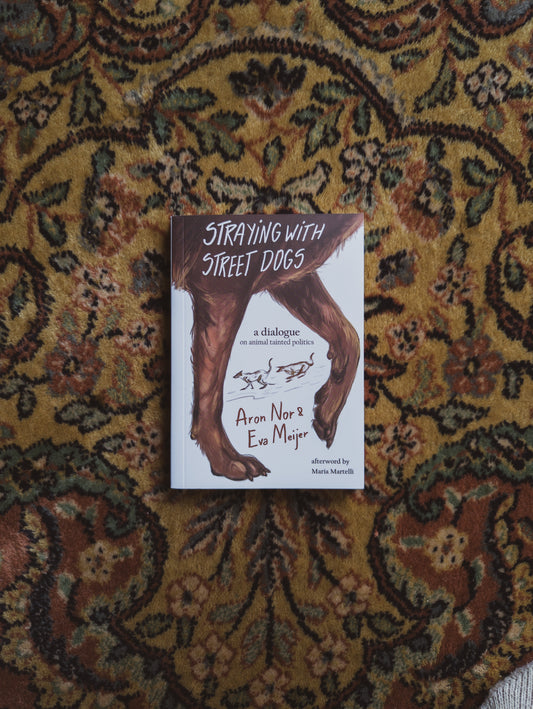 STRAYING WITH
STREET DOGS
a dialogue
on animal tainted politics
Aron Nor &
Eva Meijer
afterword by
Maria Martelli